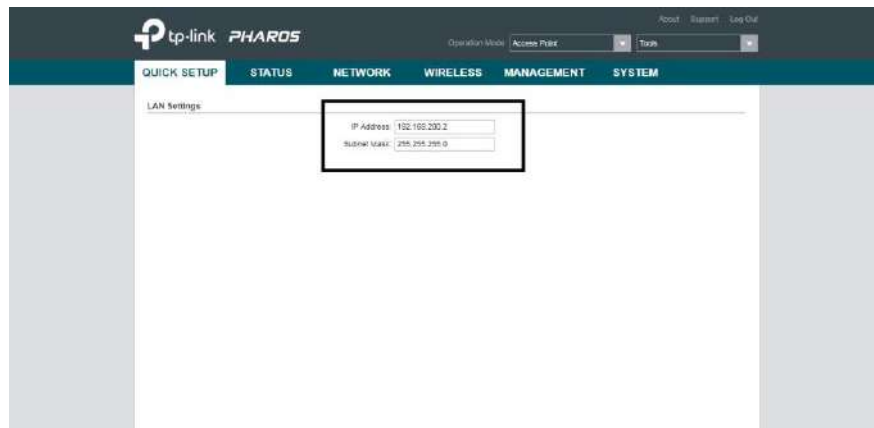 About Support Log Out
tp-link PHAROS
Operation Mode: Access Point Tools
QUICK SETUP STATUS NETWORK WIRELESS MANAGEMENT SYSTEM
LAN Settings
IP Address: 192.168.200.2
Subnet Mask: 255.255.255.0